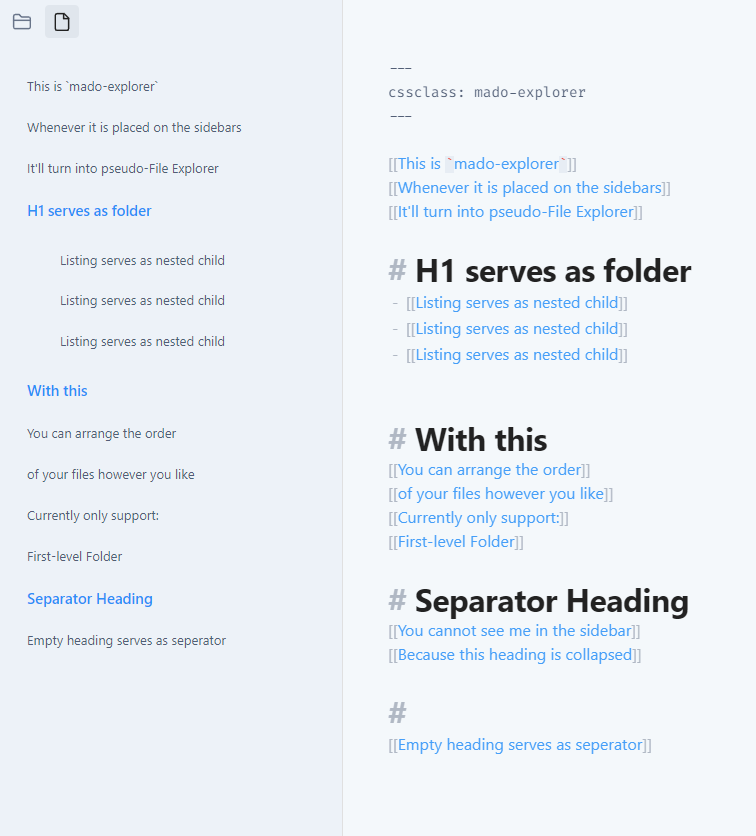 This is `mado-explorer`
Whenever it is placed on the sidebars
It'll turn into pseudo-File Explorer
H1 serves as folder
Listing serves as nested child
Listing serves as nested child
Listing serves as nested child
With this
You can arrange the order
of your files however you like
Currently only support:
First-level Folder
Separator Heading
Empty heading serves as seperator
---
cssclass: mado-explorer
---
[[This is `mado-explorer`]]
[[Whenever it is placed on the sidebars]]
[[It'll turn into pseudo-File Explorer]]
# H1 serves as folder
- [[Listing serves as nested child]]
- [[Listing serves as nested child]]
- [[Listing serves as nested child]]
# With this
[[You can arrange the order]]
[[of your files however you like]]
[[Currently only support:]]
[[First-level Folder]]
# Separator Heading
[[You cannot see me in the sidebar]]
[[Because this heading is collapsed]]
#
[[Empty heading serves as seperator]]